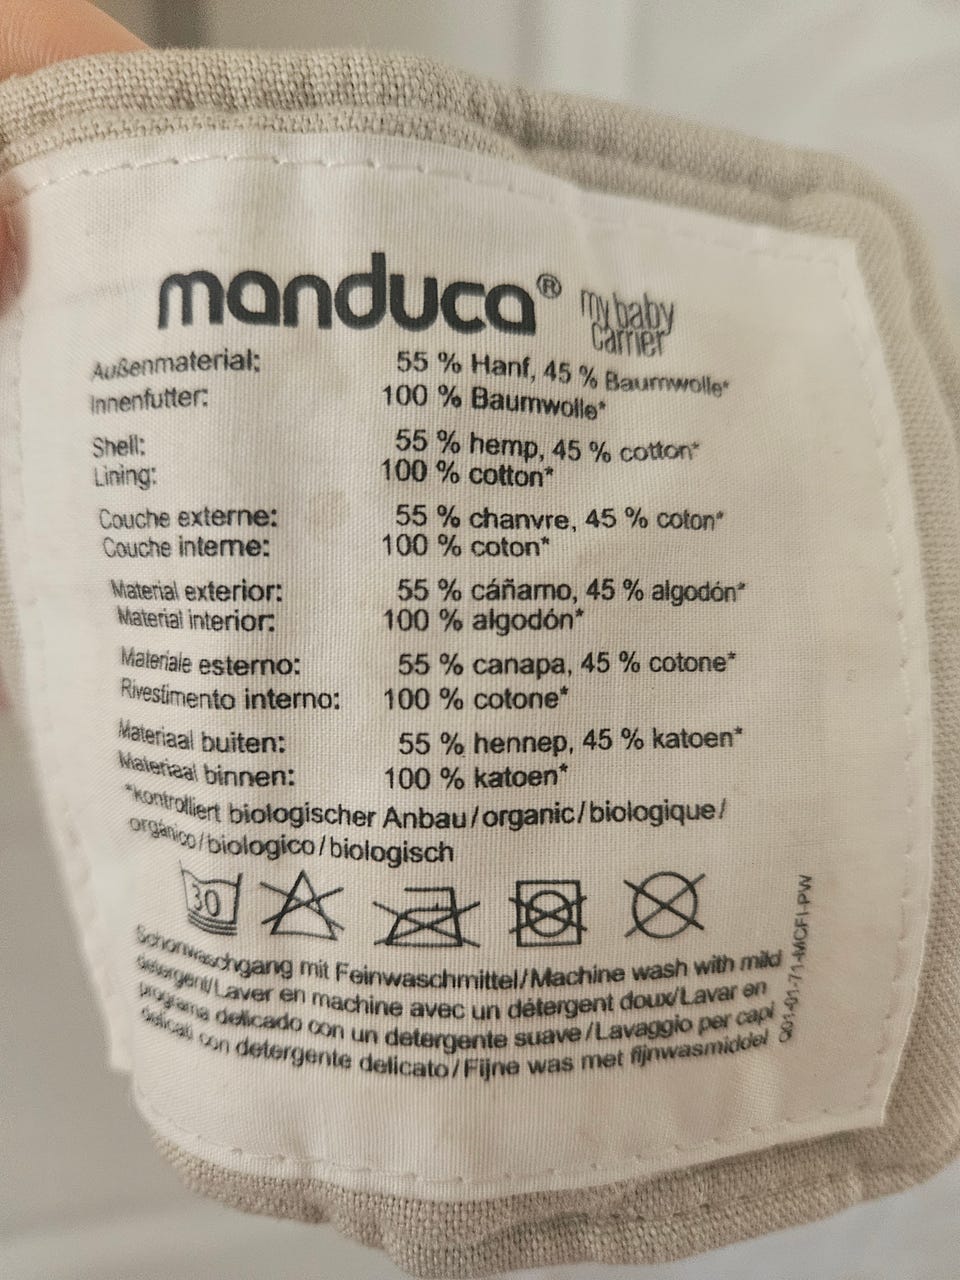 manduca® my baby carrier
Außenmaterial: 55 % Hanf, 45 % Baumwolle*
Innenfutter: 100 % Baumwolle*
Shell: 55 % hemp, 45 % cotton*
Lining: 100 % cotton*
Couche externe: 55 % chanvre, 45 % coton*
Couche interne: 100 % coton*
Material exterior: 55 % cáñamo, 45 % algodón*
Material interior: 100 % algodón*
Materiale esterno: 55 % canapa, 45 % cotone*
Rivestimento interno: 100 % cotone*
Materiaal buiten: 55 % hennep, 45 % katoen*
Materiaal binnen: 100 % katoen*
*kontrolliert biologischer Anbau/organic/biologique/
orgánico/biologico/biologisch
30
Schonwaschgang mit Feinwaschmittel/Machine wash with mild
detergent/Laver en machine avec un détergent doux/Lavar en
programa delicado con un detergente suave/Lavaggio per capi
delicati con detergente delicato/Fijne was met fijnwasmiddel